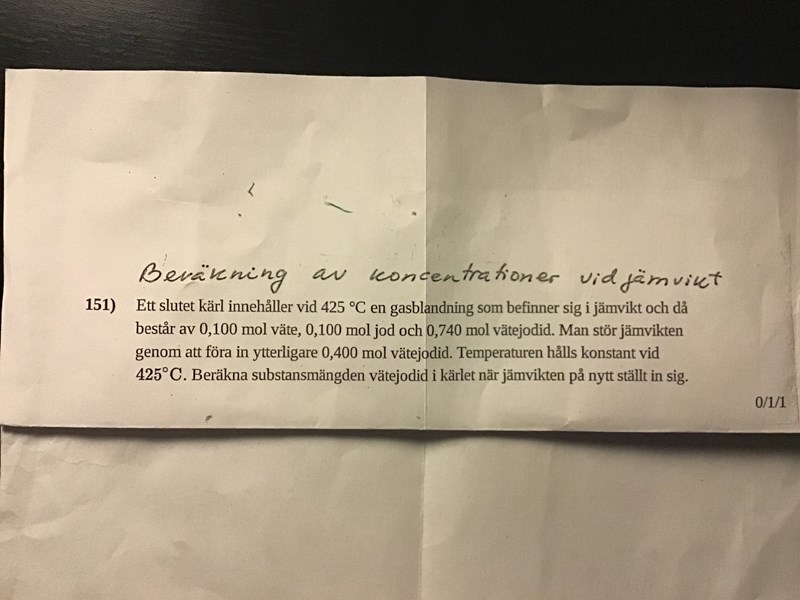 Beräkning av koncentrationer vid jämvikt
151) Ett slutet kärl innehåller vid 425 °C en gasblandning som befinner sig i jämvikt och då
består av 0,100 mol väte, 0,100 mol jod och 0,740 mol vätejodid. Man stör jämvikten
genom att föra in ytterligare 0,400 mol vätejodid. Temperaturen hålls konstant vid
425°C. Beräkna substansmängden vätejodid i kärlet när jämvikten på nytt ställt in sig.
0/1/1